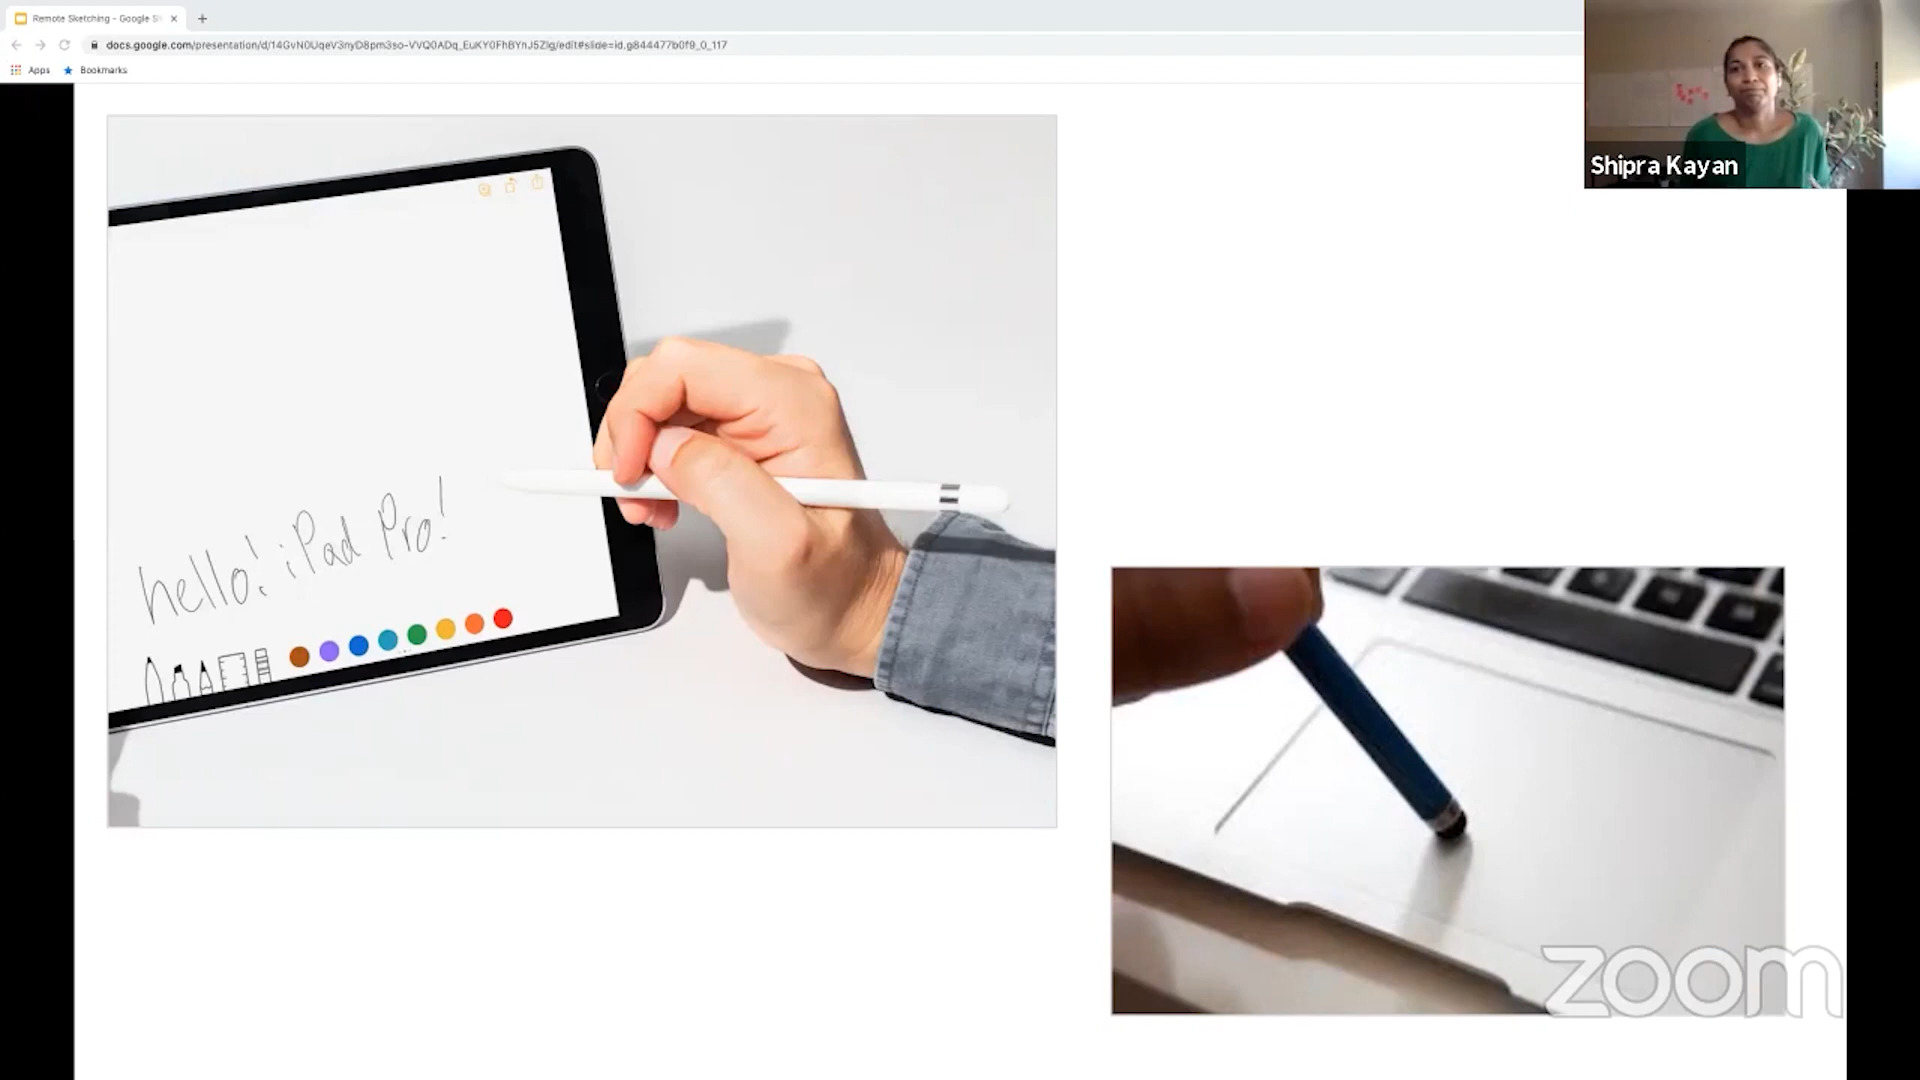 Remote Sketching - Google Sl
docs.google.com/presentation/d/14GvN0UqeV3nyD8pm3so-VVQ0ADq_EuKY0FhBYnJ5ZIg/edit#slide=id.g844477b0f9_0_117
Apps
Bookmarks
Shipra Kayan
hello! iPad Pro!
zoom